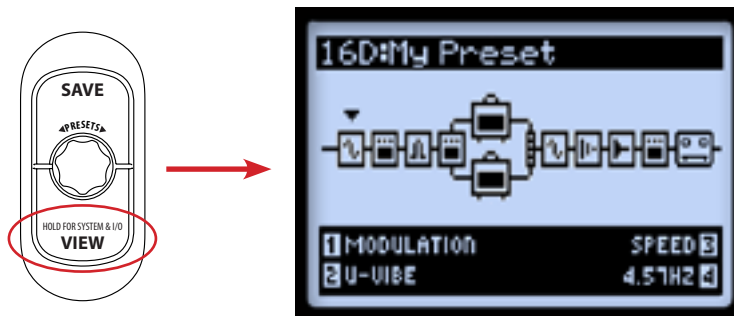 SAVE
◄PRESETS►
HOLD FOR SYSTEM & I/O
VIEW
16D:My Preset
1 MODULATION SPEED 3
2 U-VIBE 4.57HZ 4